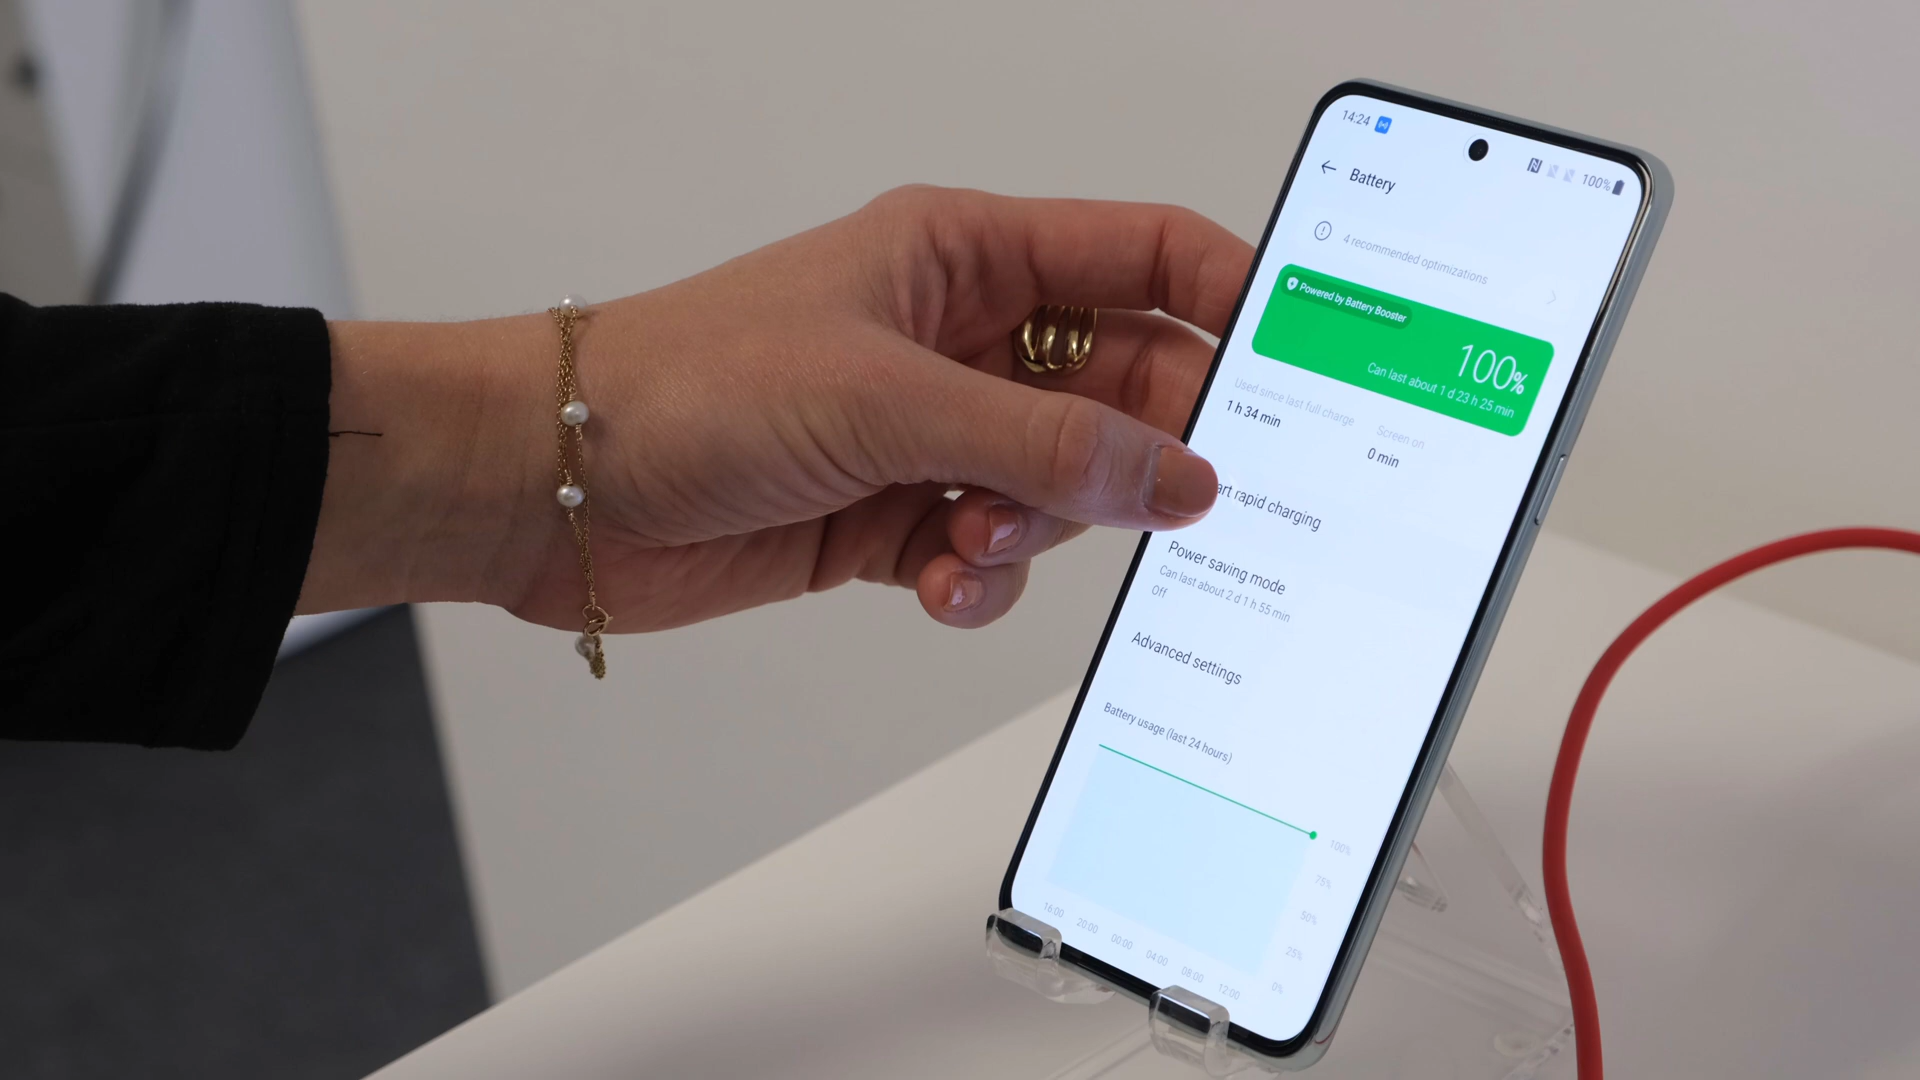 14:24
100%
Battery
4 recommended optimizations
Powered by Battery Booster
100%
Can last about 1 d 23 h 25 min
Used since last full charge
1 h 34 min
Screen on
0 min
art rapid charging
Power saving mode
Can last about 2 d 1 h 55 min
Off
Advanced settings
Battery usage (last 24 hours)
100%
75%
50%
25%
0%
16:00 20:00 00:00 04:00 08:00 12:00